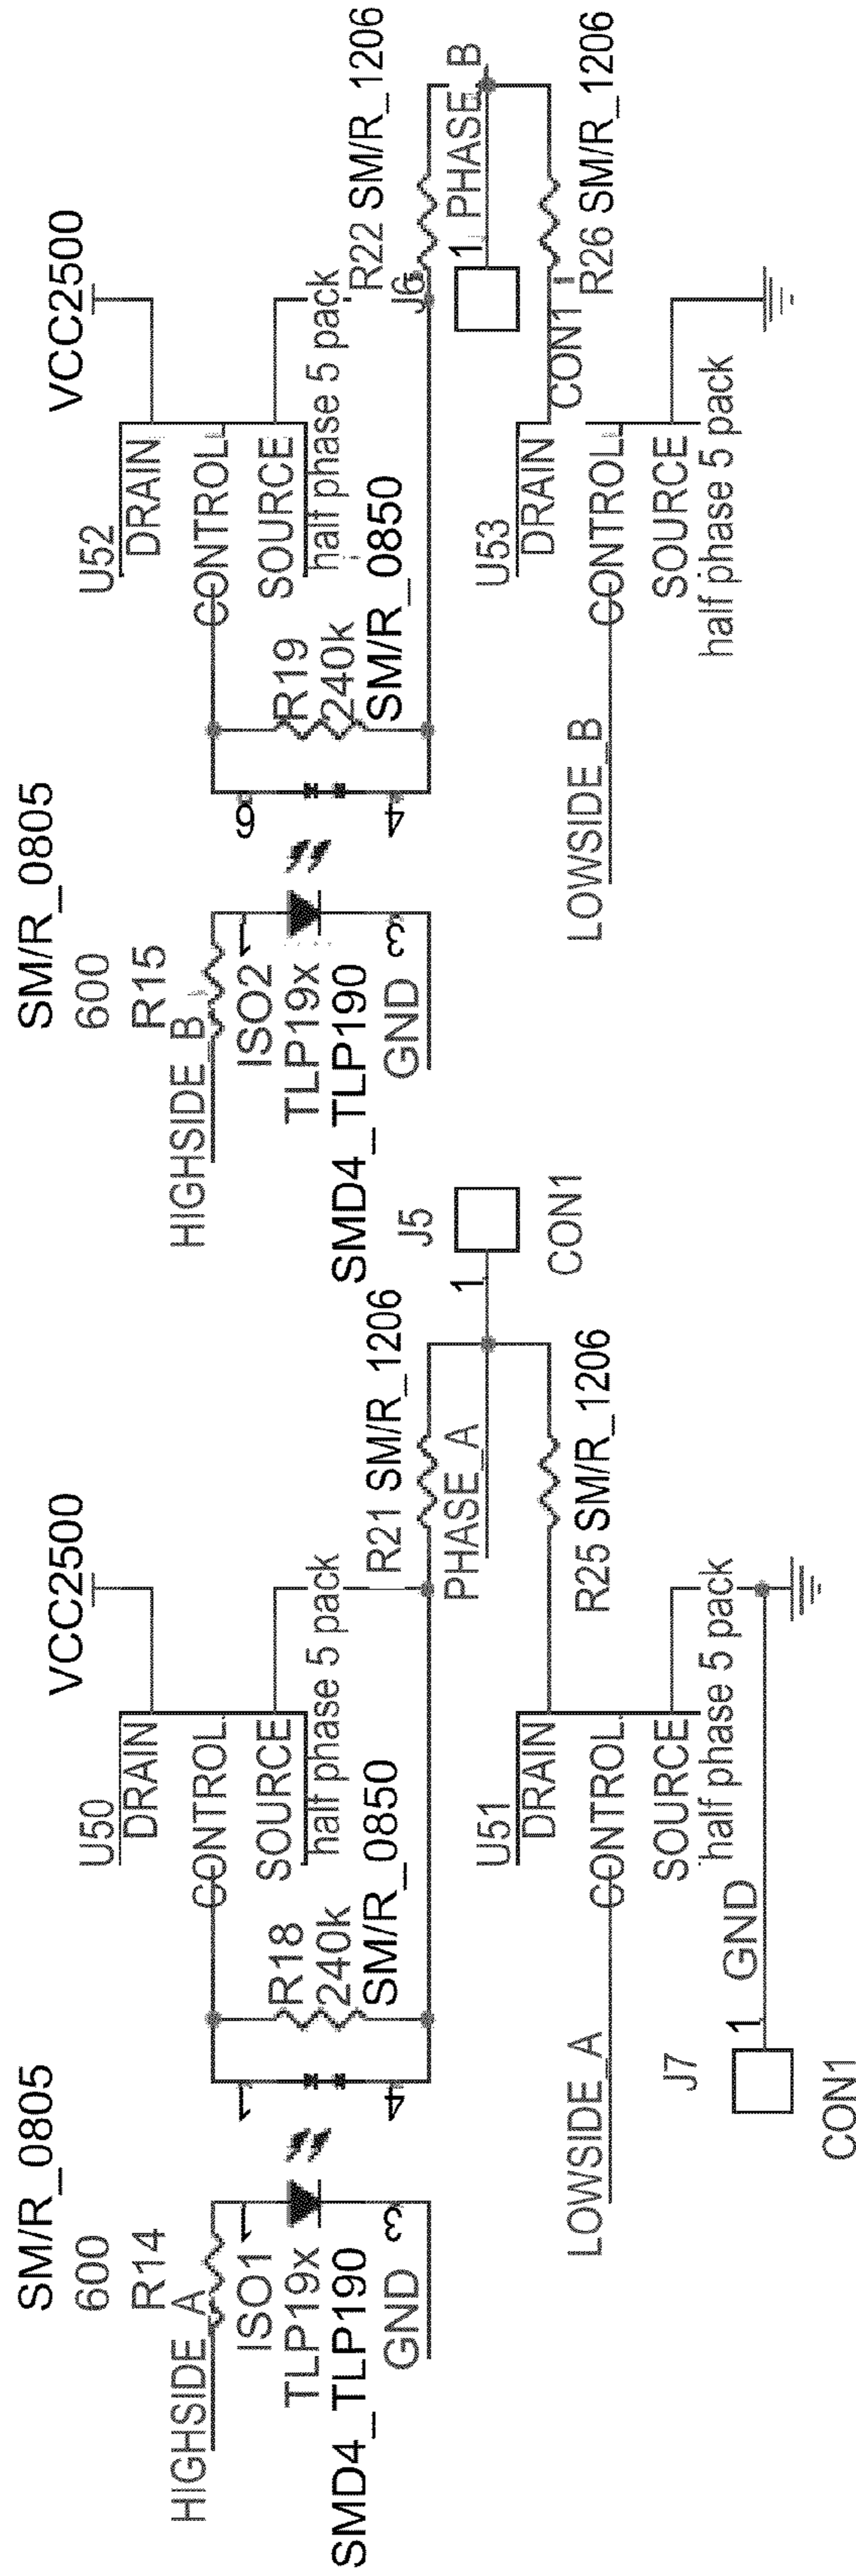 SM/R_0805
600
R14
HIGHSIDE_A
1
ISO1
TLP19x
SMD4_TLP190
3
GND
1
4
R18
240k
SM/R_0850
VCC2500
U50
DRAIN
CONTROL
SOURCE
half phase 5 pack
R21 SM/R_1206
PHASE_A
J5
1
CON1
R25 SM/R_1206
U51
DRAIN
CONTROL
SOURCE
half phase 5 pack
LOWSIDE_A
J7
1
GND
CON1
SM/R_0805
600
R15
HIGHSIDE_B
1
ISO2
TLP19x
SMD4_TLP190
3
GND
6
4
R19
240k
SM/R_0850
VCC2500
U52
DRAIN
CONTROL
SOURCE
half phase 5 pack
R22 SM/R_1206
J6
1
PHASE_B
CON1
R26 SM/R_1206
U53
DRAIN
CONTROL
SOURCE
half phase 5 pack
LOWSIDE_B